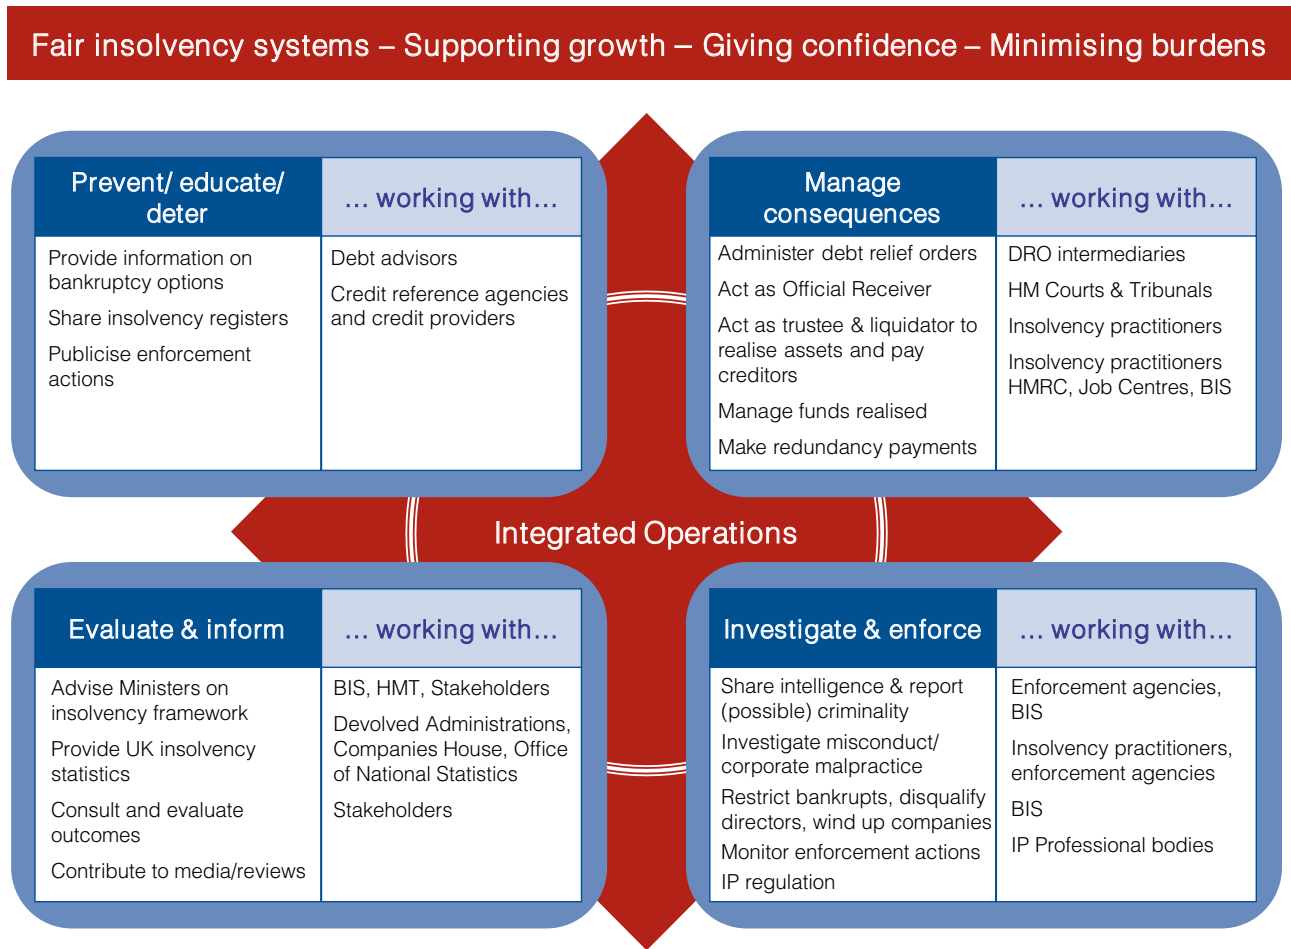 Fair insolvency systems – Supporting growth – Giving confidence – Minimising burdens
Prevent/ educate/
deter
... working with...
Provide information on
bankruptcy options
Share insolvency registers
Publicise enforcement
actions
Debt advisors
Credit reference agencies
and credit providers
Manage
consequences
... working with...
Administer debt relief orders
Act as Official Receiver
Act as trustee & liquidator to
realise assets and pay
creditors
Manage funds realised
Make redundancy payments
DRO intermediaries
HM Courts & Tribunals
Insolvency practitioners
Insolvency practitioners
HMRC, Job Centres, BIS
Integrated Operations
Evaluate & inform
... working with...
Advise Ministers on
insolvency framework
Provide UK insolvency
statistics
Consult and evaluate
outcomes
Contribute to media/reviews
BIS, HMT, Stakeholders
Devolved Administrations,
Companies House, Office
of National Statistics
Stakeholders
Investigate & enforce
... working with...
Share intelligence & report
(possible) criminality
Investigate misconduct/
corporate malpractice
Restrict bankrupts, disqualify
directors, wind up companies
Monitor enforcement actions
IP regulation
Enforcement agencies,
BIS
Insolvency practitioners,
enforcement agencies
BIS
IP Professional bodies